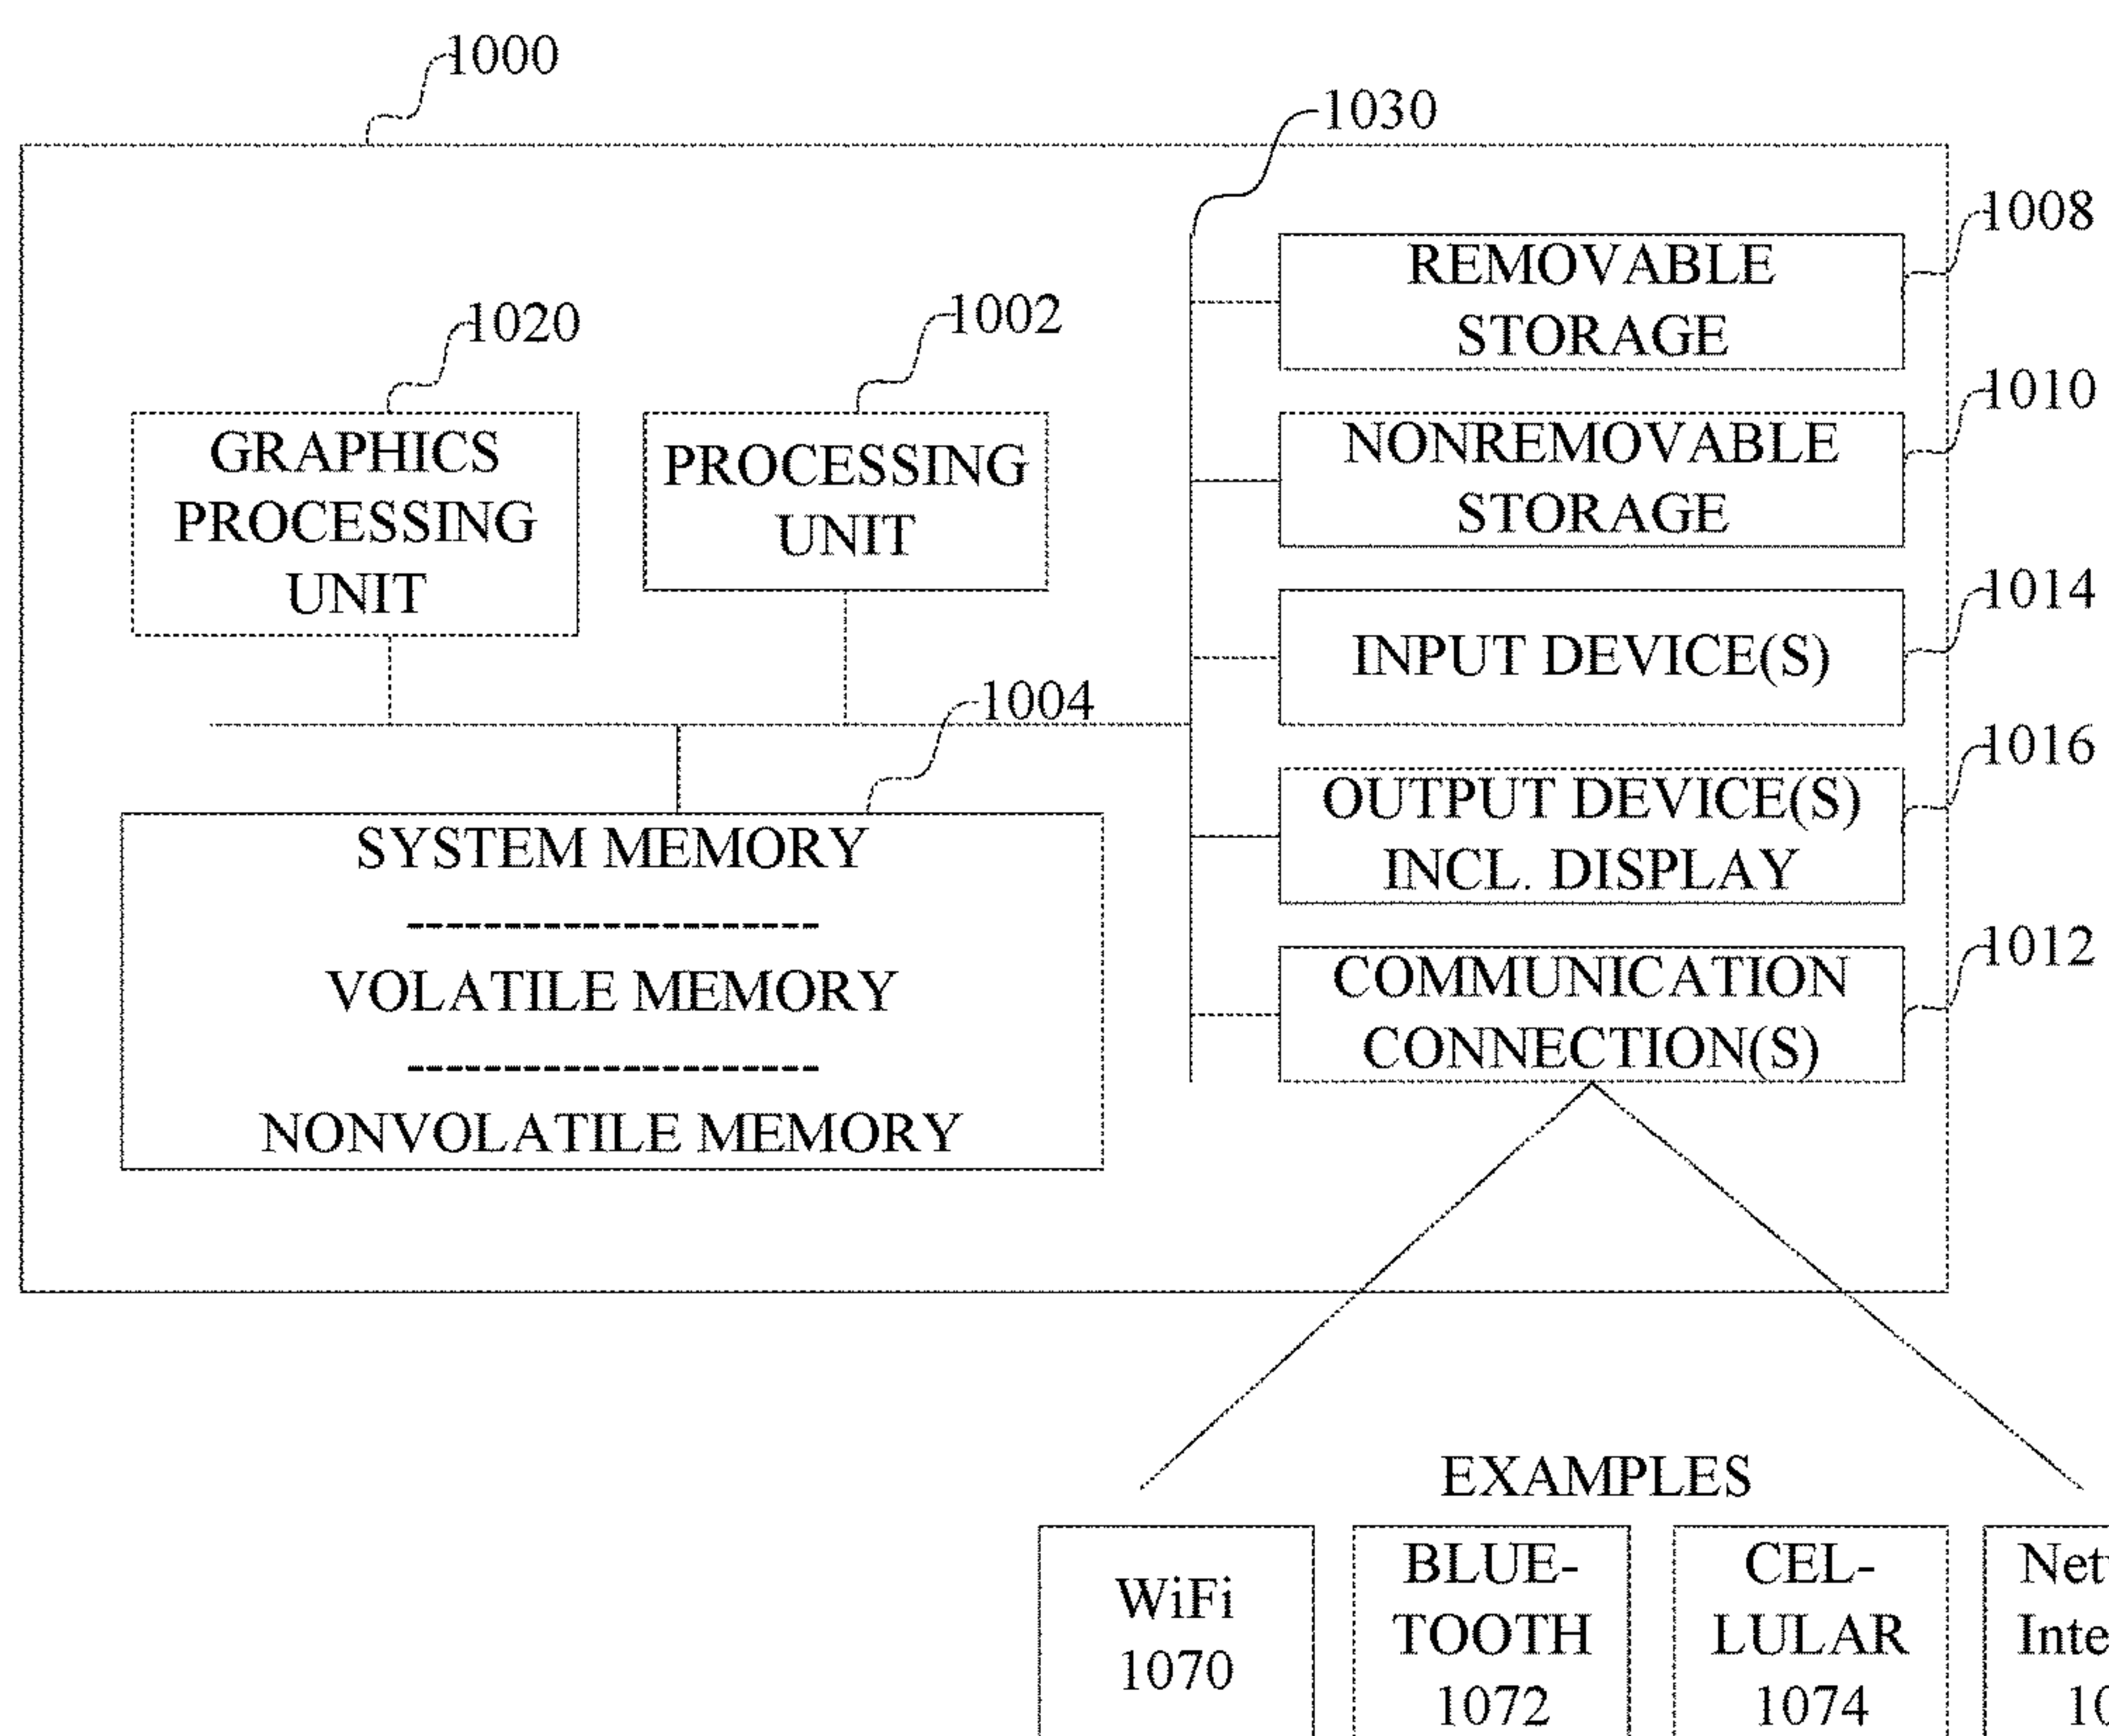 1000
1030
1008
REMOVABLE
STORAGE
1020
1002
GRAPHICS
PROCESSING
UNIT
PROCESSING
UNIT
1010
NONREMOVABLE
STORAGE
1014
INPUT DEVICE(S)
1004
SYSTEM MEMORY
VOLATILE MEMORY
NONVOLATILE MEMORY
1016
OUTPUT DEVICE(S)
INCL. DISPLAY
1012
COMMUNICATION
CONNECTION(S)
EXAMPLES
WiFi
1070
BLUE-
TOOTH
1072
CEL-
LULAR
1074